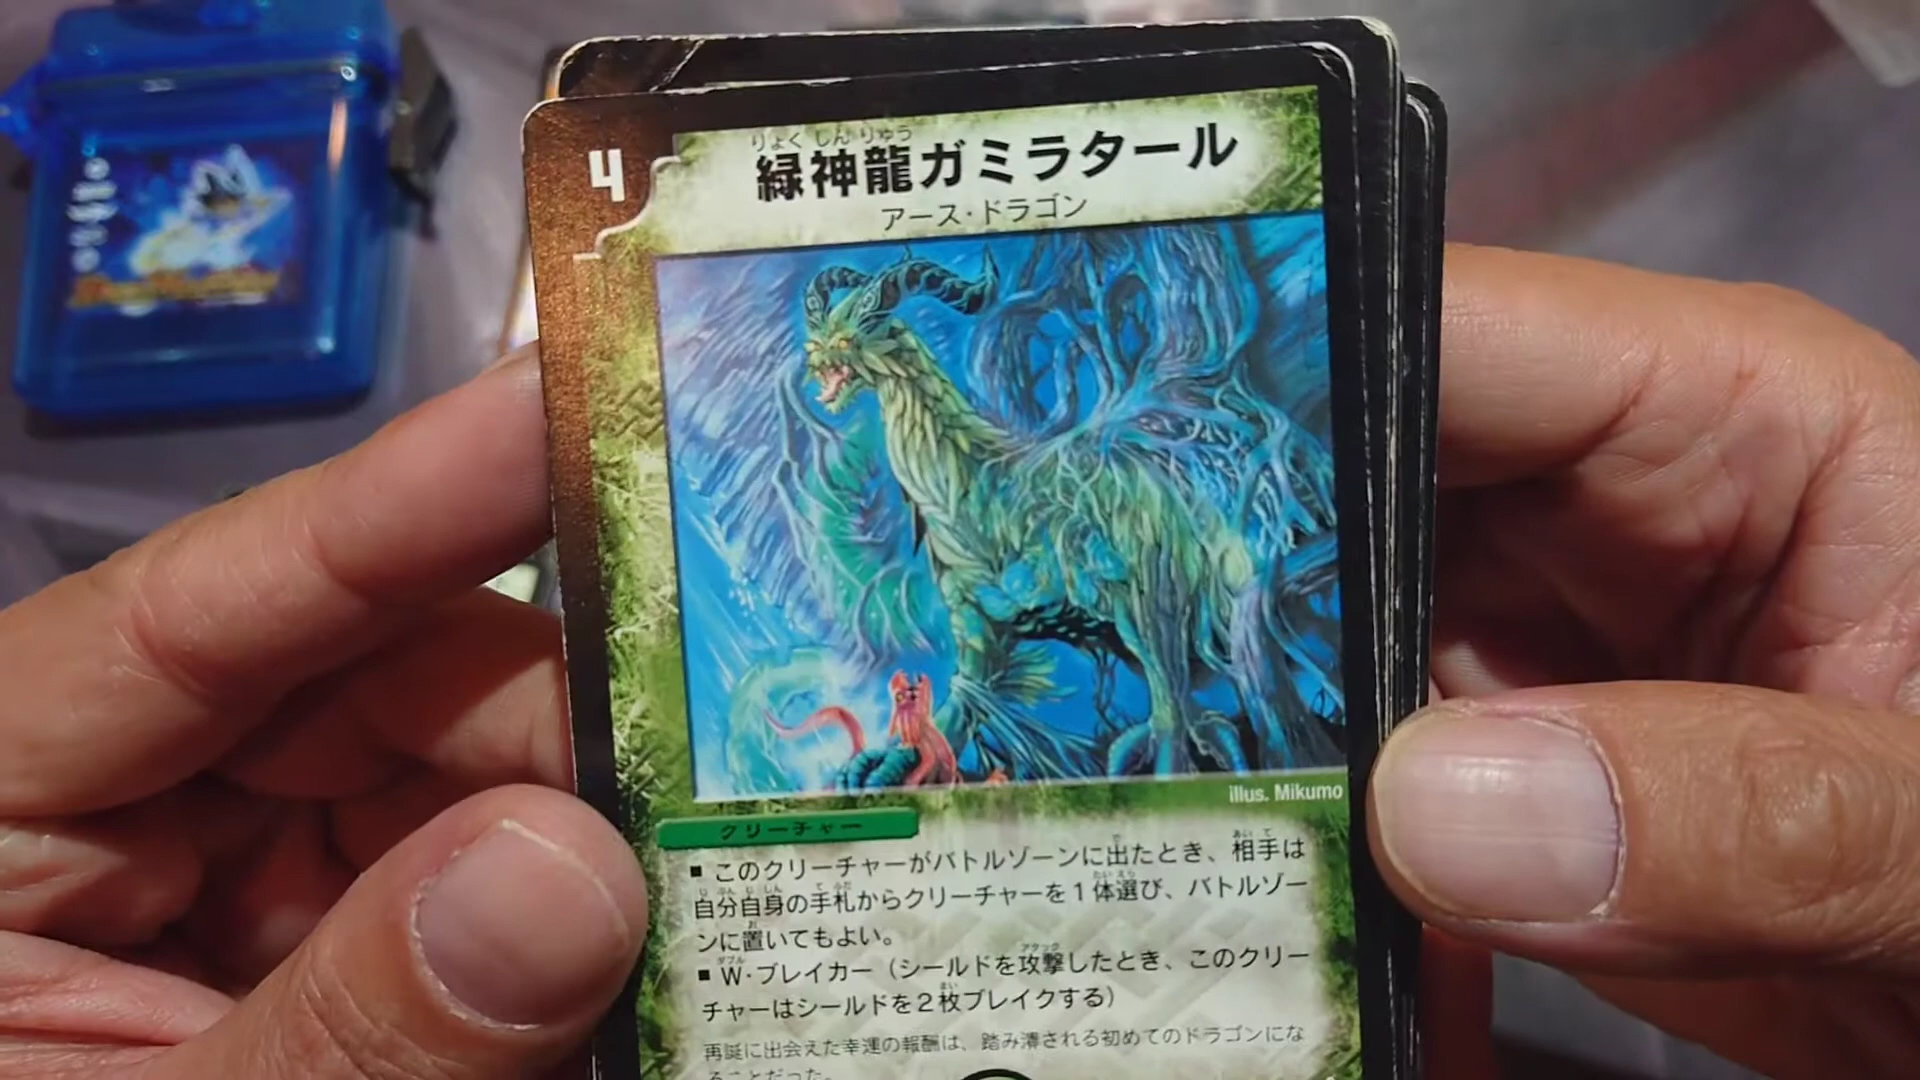 4
りょくしんりゅう
緑神龍ガミラタール
アース・ドラゴン
illus. Mikumo
クリーチャー
■ このクリーチャーがバトルゾーンに出たとき、相手は
自分自身の手札からクリーチャーを1体選び、バトルゾー
ンに置いてもよい。
■ W・ブレイカー（シールドを攻撃したとき、このクリー
チャーはシールドを2枚ブレイクする）
再誕に出会えた幸運の報酬は、踏み潰される初めてのドラゴンにな
ることだった。